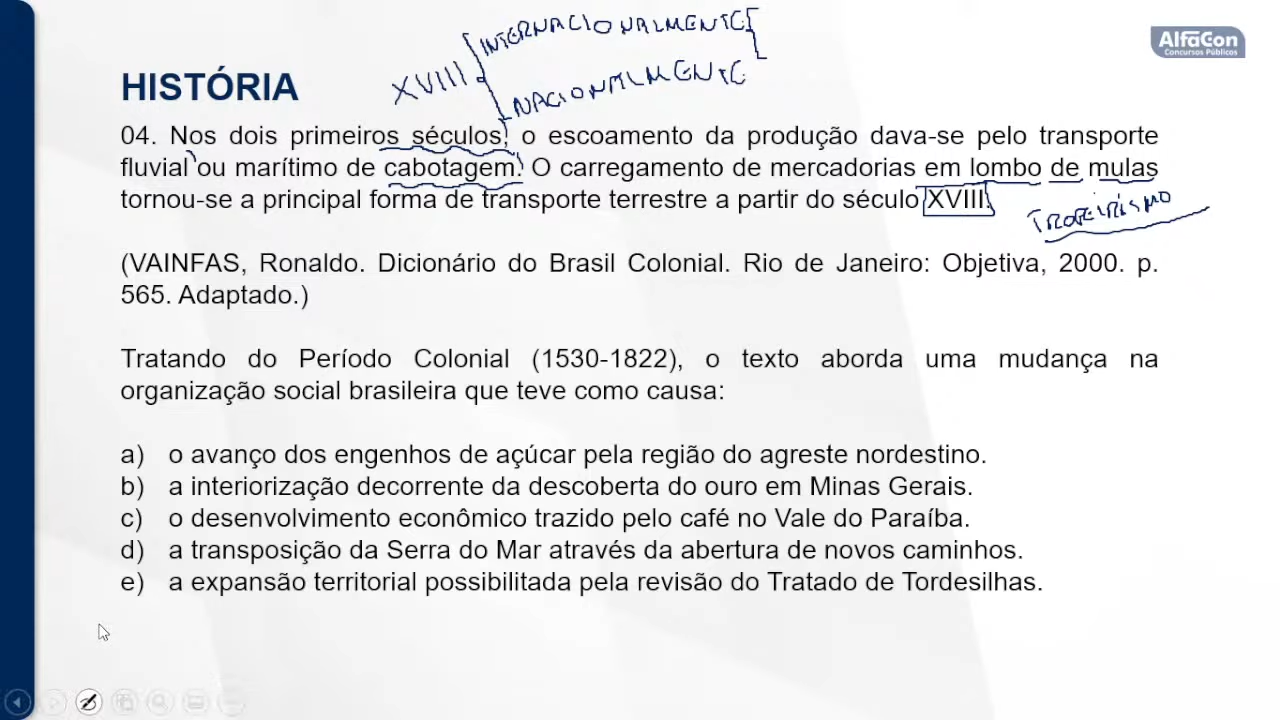 INTERNACIONALMENTE
AlfaCon
Concursos Públicos
XVIII
NACIONALMENTE
HISTÓRIA
04. Nos dois primeiros séculos, o escoamento da produção dava-se pelo transporte
fluvial ou marítimo de cabotagem. O carregamento de mercadorias em lombo de mulas
tornou-se a principal forma de transporte terrestre a partir do século XVIII.
TROPEIRISMO
(VAINFAS, Ronaldo. Dicionário do Brasil Colonial. Rio de Janeiro: Objetiva, 2000. p.
565. Adaptado.)
Tratando do Período Colonial (1530-1822), o texto aborda uma mudança na
organização social brasileira que teve como causa:
a) o avanço dos engenhos de açúcar pela região do agreste nordestino.
b) a interiorização decorrente da descoberta do ouro em Minas Gerais.
c) o desenvolvimento econômico trazido pelo café no Vale do Paraíba.
d) a transposição da Serra do Mar através da abertura de novos caminhos.
e) a expansão territorial possibilitada pela revisão do Tratado de Tordesilhas.